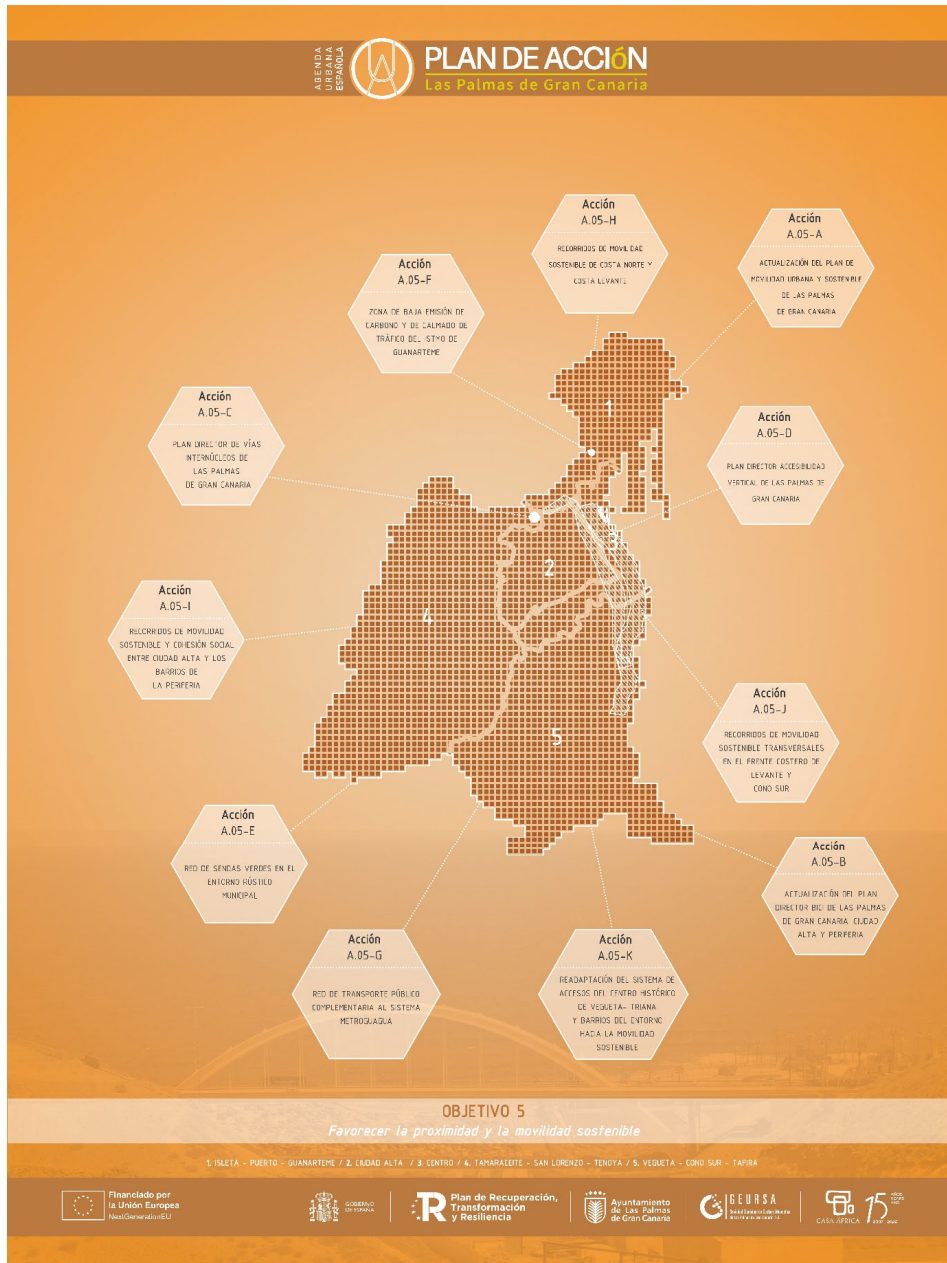 AGENDA
URBANA
ESPAÑOLA
PLAN DE ACCIÓN
Las Palmas de Gran Canaria
Acción
A.05-H
RECORRIDOS DE MOVILIDAD
SOSTENIBLE DE COSTA NORTE Y
COSTA LEVANTE
Acción
A.05-A
ACTUALIZACIÓN DEL PLAN DE
MOVILIDAD URBANA Y SOSTENIBLE
DE LAS PALMAS
DE GRAN CANARIA
Acción
A.05-F
ZONA DE BAJA EMISIÓN DE
CARBONO Y DE CALMADO DE
TRÁFICO DEL ISTMO DE
GUANARTEME
Acción
A.05-C
PLAN DIRECTOR DE VÍAS
INTERNÚCLEOS DE
LAS PALMAS
DE GRAN CANARIA
Acción
A.05-D
PLAN DIRECTOR ACCESIBILIDAD
VERTICAL DE LAS PALMAS DE
GRAN CANARIA
1
2
3
4
5
Acción
A.05-I
RECORRIDOS DE MOVILIDAD
SOSTENIBLE Y COHESIÓN SOCIAL
ENTRE CIUDAD ALTA Y LOS
BARRIOS DE
LA PERIFERIA
Acción
A.05-J
RECORRIDOS DE MOVILIDAD
SOSTENIBLE TRANSVERSALES
EN EL FRENTE COSTERO DE
LEVANTE Y
CONO SUR
Acción
A.05-E
RED DE SENDAS VERDES EN EL
ENTORNO RÚSTICO
MUNICIPAL
Acción
A.05-B
ACTUALIZACIÓN DEL PLAN
DIRECTOR BICI DE LAS PALMAS
DE GRAN CANARIA. CIUDAD
ALTA Y PERIFERIA
Acción
A.05-G
RED DE TRANSPORTE PÚBLICO
COMPLEMENTARIA AL SISTEMA
METROGUAGUA
Acción
A.05-K
READAPTACIÓN DEL SISTEMA DE
ACCESOS DEL CENTRO HISTÓRICO
DE VEGUETA- TRIANA
Y BARRIOS DEL ENTORNO
HACIA LA MOVILIDAD
SOSTENIBLE
OBJETIVO 5
Favorecer la proximidad y la movilidad sostenible
1. ISLETA - PUERTO - GUANARTEME / 2. CIUDAD ALTA / 3. CENTRO / 4. TAMARACEITE - SAN LORENZO - TENOYA / 5. VEGUETA - CONO SUR - TAFIRA
Financiado por
la Unión Europea
NextGenerationEU
GOBIERNO
DE ESPAÑA
R
Plan de Recuperación,
Transformación
y Resiliencia
Ayuntamiento
de Las Palmas
de Gran Canaria
GEURSA
CASA ÁFRICA
15